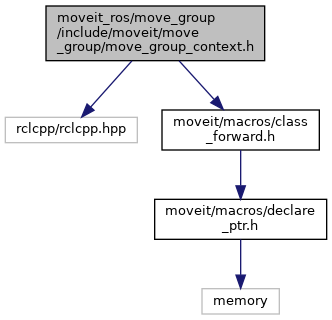 moveit_ros/move_group
/include/moveit/move
_group/move_group_context.h
rclcpp/rclcpp.hpp
moveit/macros/class
_forward.h
moveit/macros/declare
_ptr.h
memory